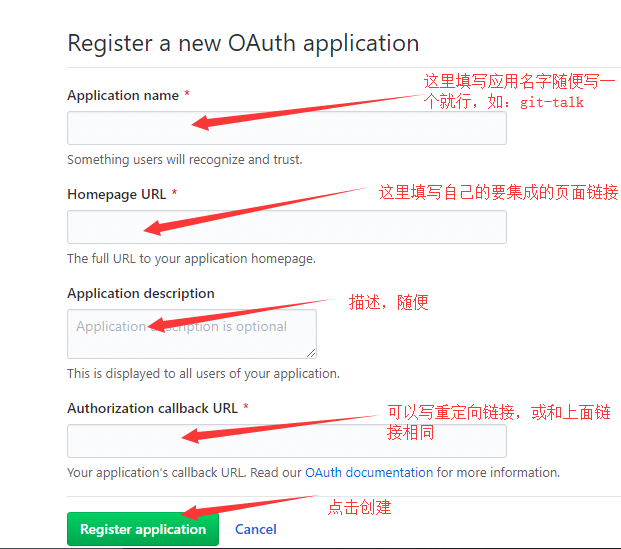 Register a new OAuth application
这里填写应用名字随便写一
个就行，如：git-talk
Application name *
Something users will recognize and trust.
Homepage URL *
这里填写自己的要集成的页面链接
The full URL to your application homepage.
Application description
描述，随便
Application description is optional
This is displayed to all users of your application.
Authorization callback URL *
可以写重定向链接，或和上面链
接相同
Your application's callback URL. Read our OAuth documentation for more information.
点击创建
Register application
Cancel